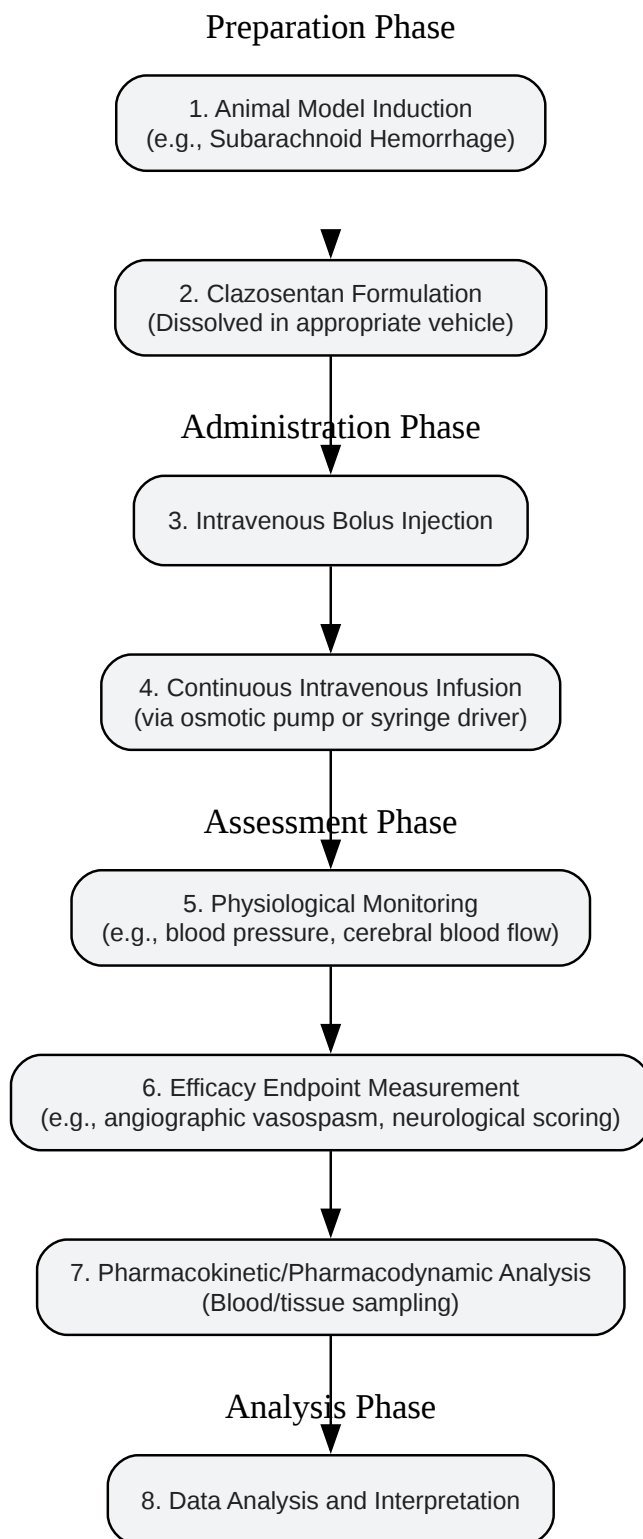 Preparation Phase
1. Animal Model Induction
(e.g., Subarachnoid Hemorrhage)
2. Clazosentan Formulation
(Dissolved in appropriate vehicle)
Administration Phase
3. Intravenous Bolus Injection
4. Continuous Intravenous Infusion
(via osmotic pump or syringe driver)
Assessment Phase
5. Physiological Monitoring
(e.g., blood pressure, cerebral blood flow)
6. Efficacy Endpoint Measurement
(e.g., angiographic vasospasm, neurological scoring)
7. Pharmacokinetic/Pharmacodynamic Analysis
(Blood/tissue sampling)
Analysis Phase
8. Data Analysis and Interpretation